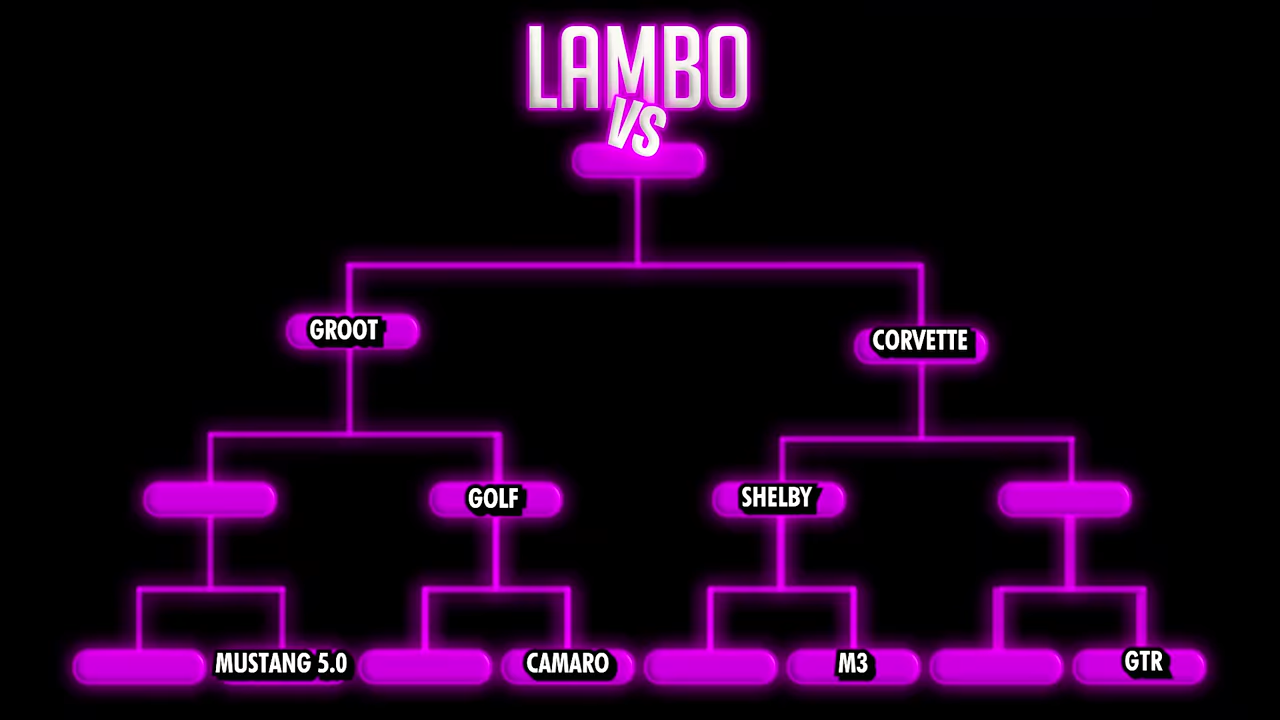 LAMBO
VS
GROOT
CORVETTE
GOLF
SHELBY
MUSTANG 5.0
CAMARO
M3
GTR